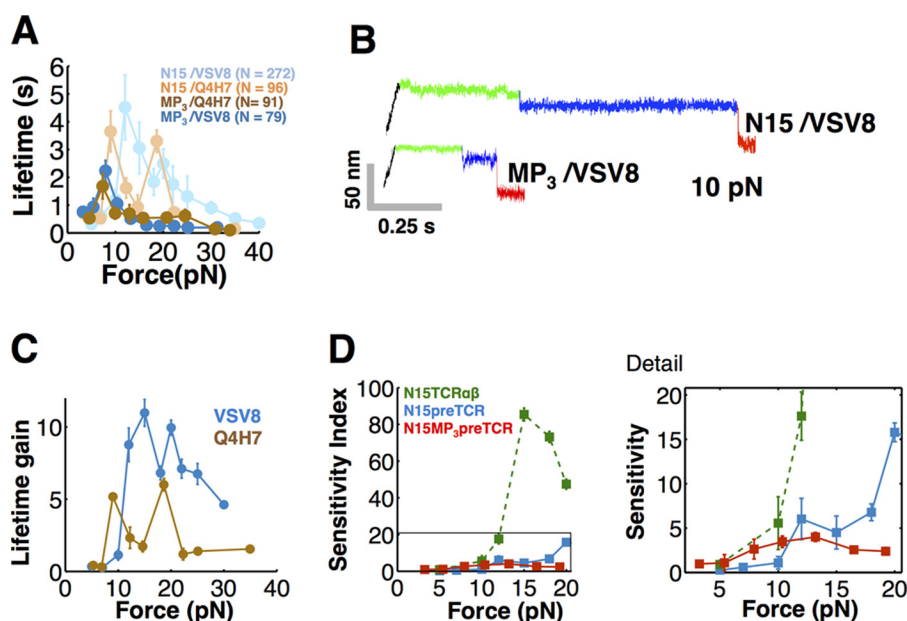 A
Lifetime (s)
6
5
4
3
2
1
0
N15/VSV8 (N = 272)
N15/Q4H7 (N = 96)
MP3/Q4H7 (N= 91)
MP3/VSV8 (N = 79)
0 10 20 30 40
Force(pN)
B
N15/VSV8
MP3/VSV8
10 pN
50 nm
0.25 s
C
Lifetime gain
10
5
0
VSV8
Q4H7
0 10 20 30 40
Force (pN)
D
Sensitivity Index
100
80
60
40
20
0
N15TCRαβ
N15preTCR
N15MP3preTCR
0 5 10 15 20
Force (pN)
Detail
Sensitivity
20
15
10
5
0
5 10 15 20
Force (pN)